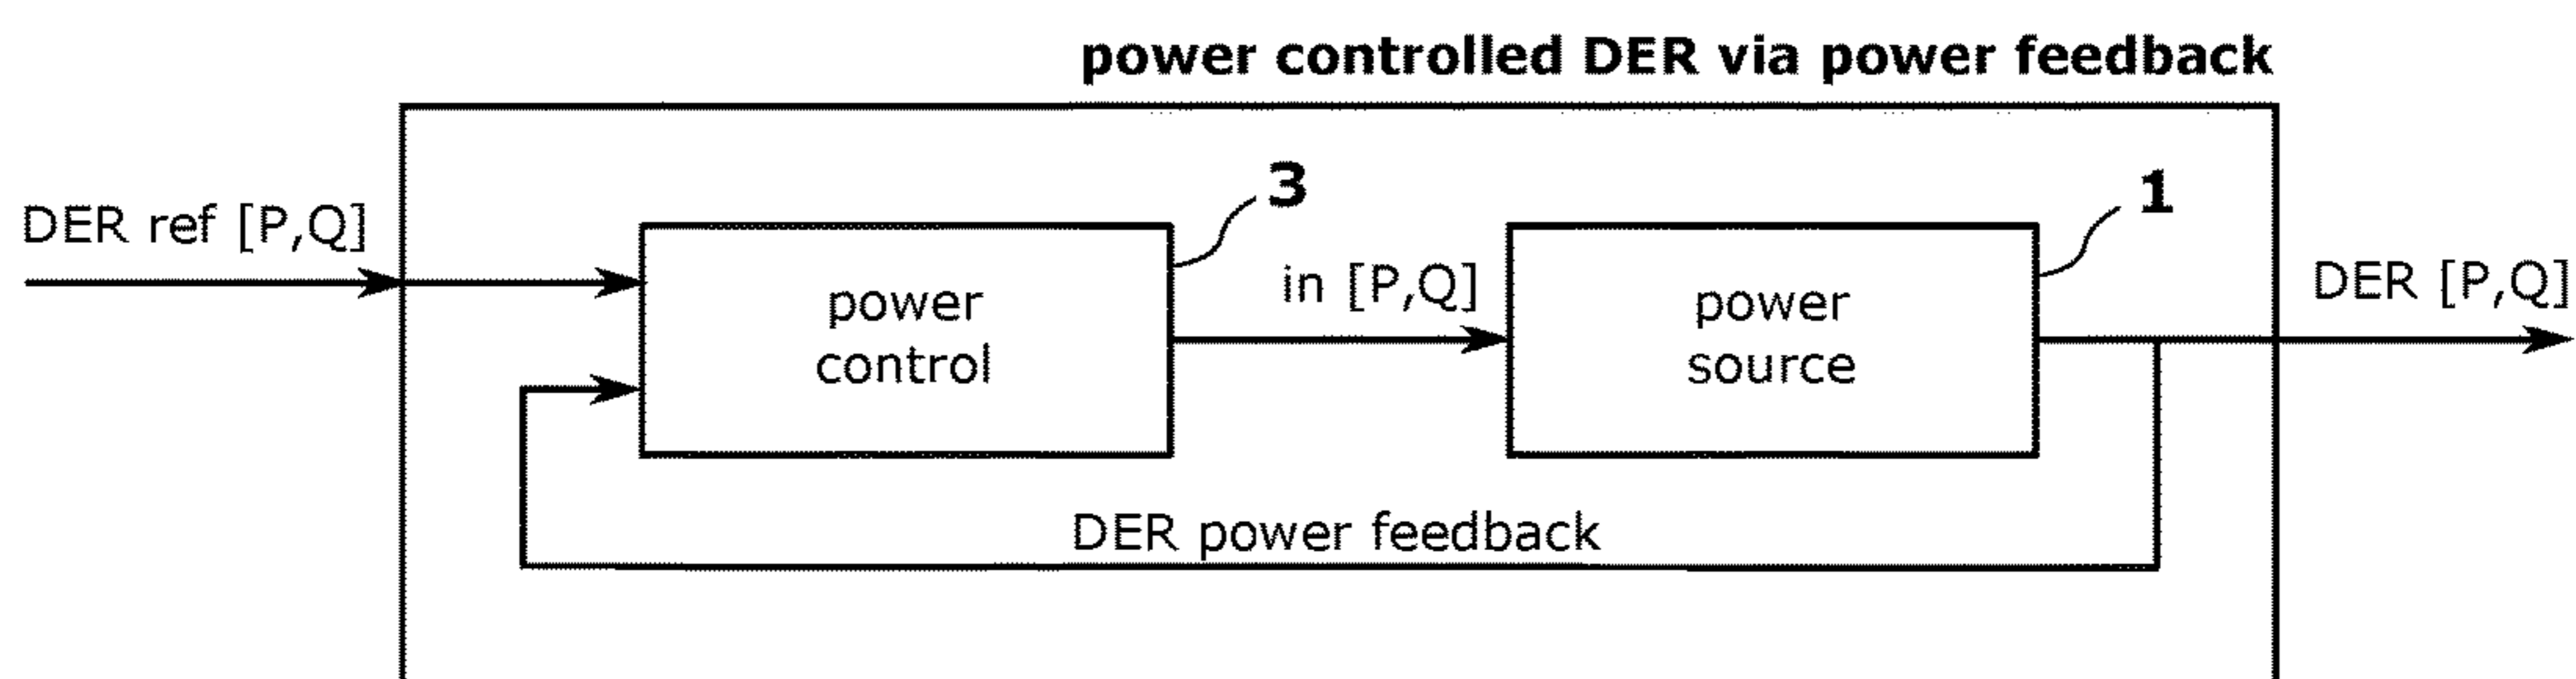 power controlled DER via power feedback
3
1
DER ref [P,Q]
in [P,Q]
DER [P,Q]
power
control
power
source
DER power feedback